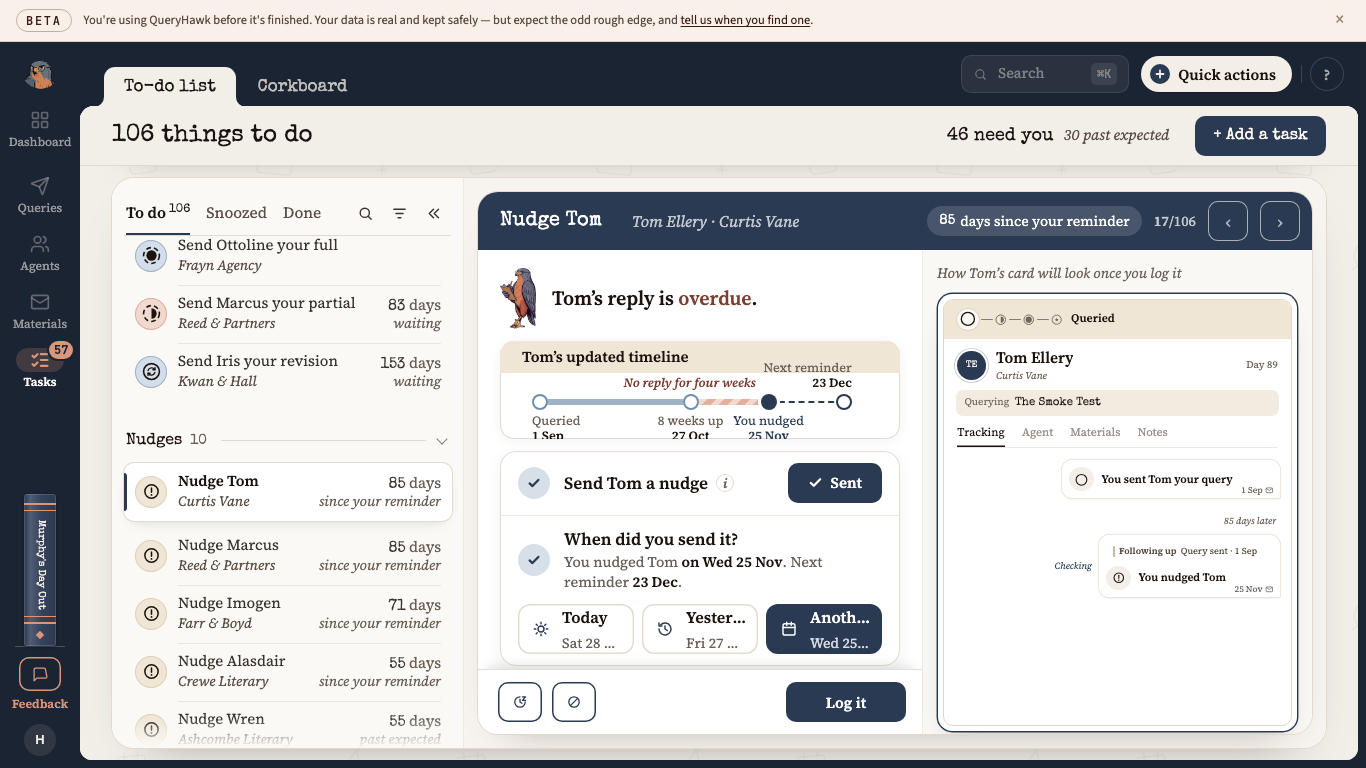 BETA You're using QueryHawk before it's finished. Your data is real and kept safely — but expect the odd rough edge, and tell us when you find one. ×
To-do list
Corkboard
Search ⌘K
+ Quick actions
?
Dashboard
Queries
Agents
Materials
57
Tasks
Murphy's Day Out
Feedback
H
106 things to do
46 need you 30 past expected
+ Add a task
To do 106 Snoozed Done
Send Ottoline your full
Frayn Agency
Send Marcus your partial 83 days
Reed & Partners waiting
Send Iris your revision 153 days
Kwan & Hall waiting
Nudges 10
Nudge Tom 85 days
Curtis Vane since your reminder
Nudge Marcus 85 days
Reed & Partners since your reminder
Nudge Imogen 71 days
Farr & Boyd since your reminder
Nudge Alasdair 55 days
Crewe Literary since your reminder
Nudge Wren 55 days
Ashcombe Literary past expected
Nudge Tom Tom Ellery · Curtis Vane 85 days since your reminder 17/106
Tom's reply is overdue.
Tom's updated timeline
Next reminder
No reply for four weeks 23 Dec
Queried 8 weeks up You nudged
1 Sep 27 Oct 25 Nov
Send Tom a nudge i
Sent
When did you send it?
You nudged Tom on Wed 25 Nov. Next
reminder 23 Dec.
Today Yester... Anoth...
Sat 28 ... Fri 27 ... Wed 25...
Log it
How Tom's card will look once you log it
Queried
TE
Tom Ellery
Curtis Vane
Day 89
Querying The Smoke Test
Tracking Agent Materials Notes
You sent Tom your query
1 Sep
85 days later
Following up Query sent · 1 Sep
Checking
You nudged Tom
25 Nov